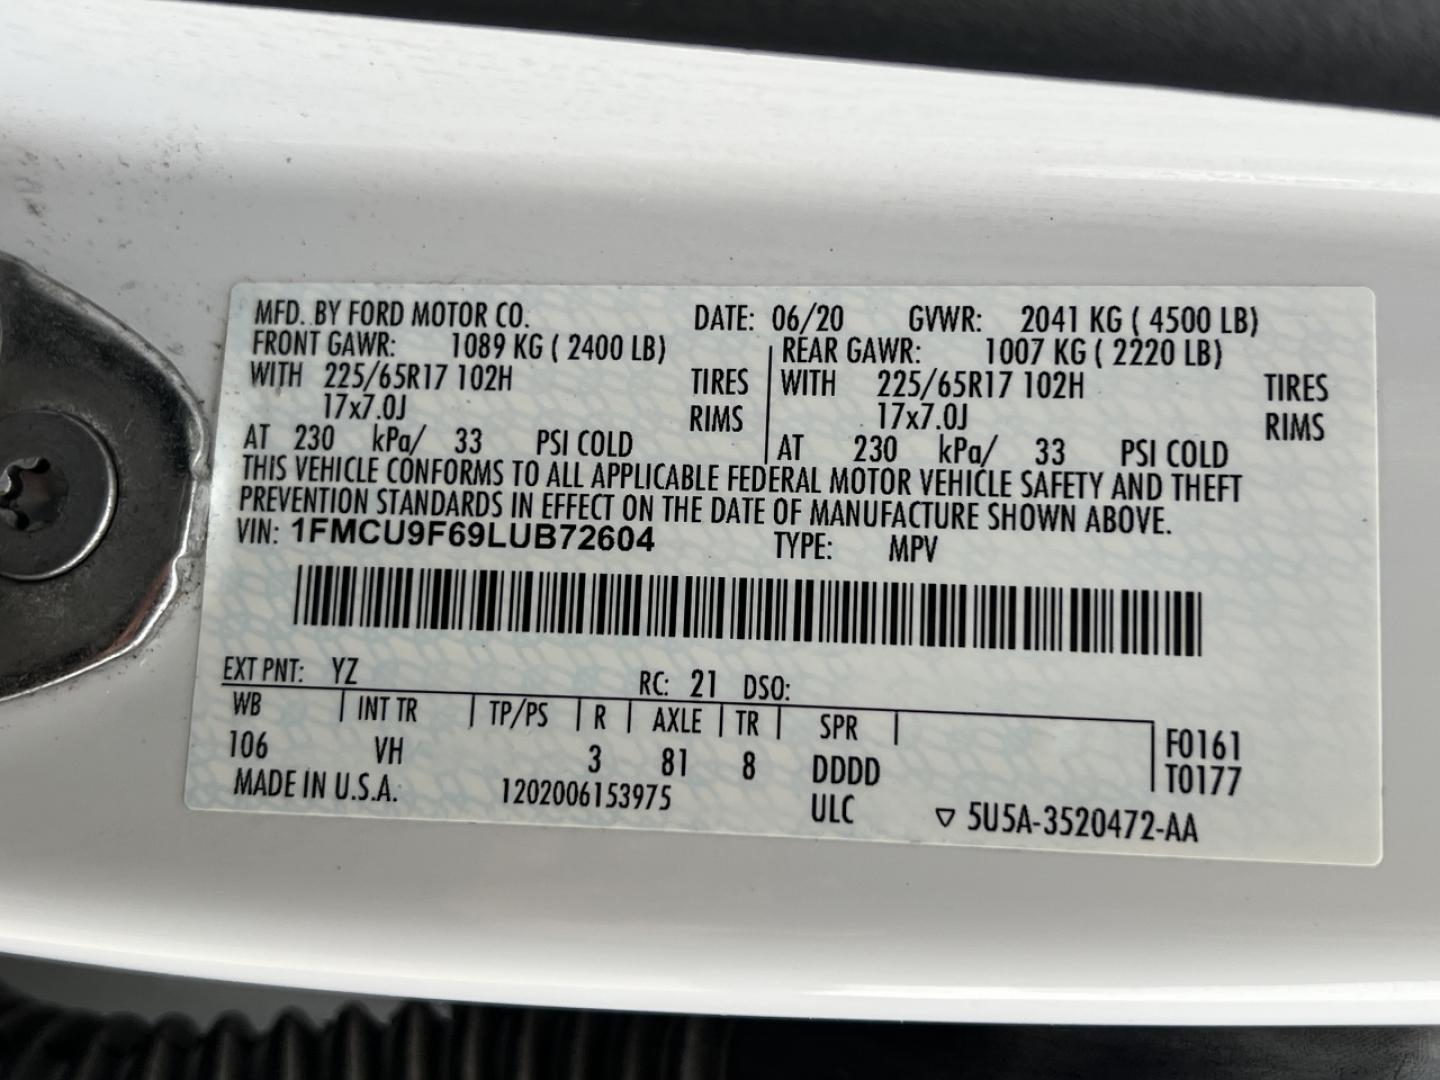 MFD. BY FORD MOTOR CO. DATE: 06/20 GVWR: 2041 KG ( 4500 LB)
FRONT GAWR: 1089 KG ( 2400 LB) REAR GAWR: 1007 KG ( 2220 LB)
WITH 225/65R17 102H TIRES WITH 225/65R17 102H TIRES
17x7.0J RIMS 17x7.0J RIMS
AT 230 kPa/ 33 PSI COLD AT 230 kPa/ 33 PSI COLD
THIS VEHICLE CONFORMS TO ALL APPLICABLE FEDERAL MOTOR VEHICLE SAFETY AND THEFT
PREVENTION STANDARDS IN EFFECT ON THE DATE OF MANUFACTURE SHOWN ABOVE.
VIN: 1FMCU9F69LUB72604 TYPE: MPV
EXT PNT: YZ RC: 21 DSO:
WB INT TR TP/PS R AXLE TR SPR
106 VH 3 81 8 DDDD F0161
T0177
MADE IN U.S.A. 1202006153975 ULC ▽ 5U5A-3520472-AA